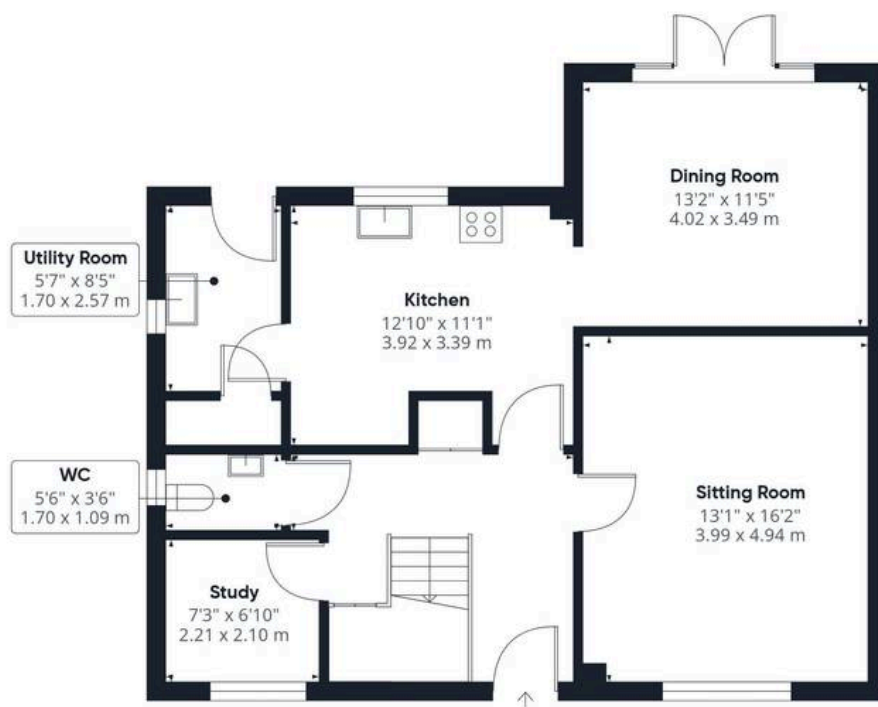 Dining Room
13'2" x 11'5"
4.02 x 3.49 m
Utility Room
5'7" x 8'5"
1.70 x 2.57 m
Kitchen
12'10" x 11'1"
3.92 x 3.39 m
WC
5'6" x 3'6"
1.70 x 1.09 m
Sitting Room
13'1" x 16'2"
3.99 x 4.94 m
Study
7'3" x 6'10"
2.21 x 2.10 m